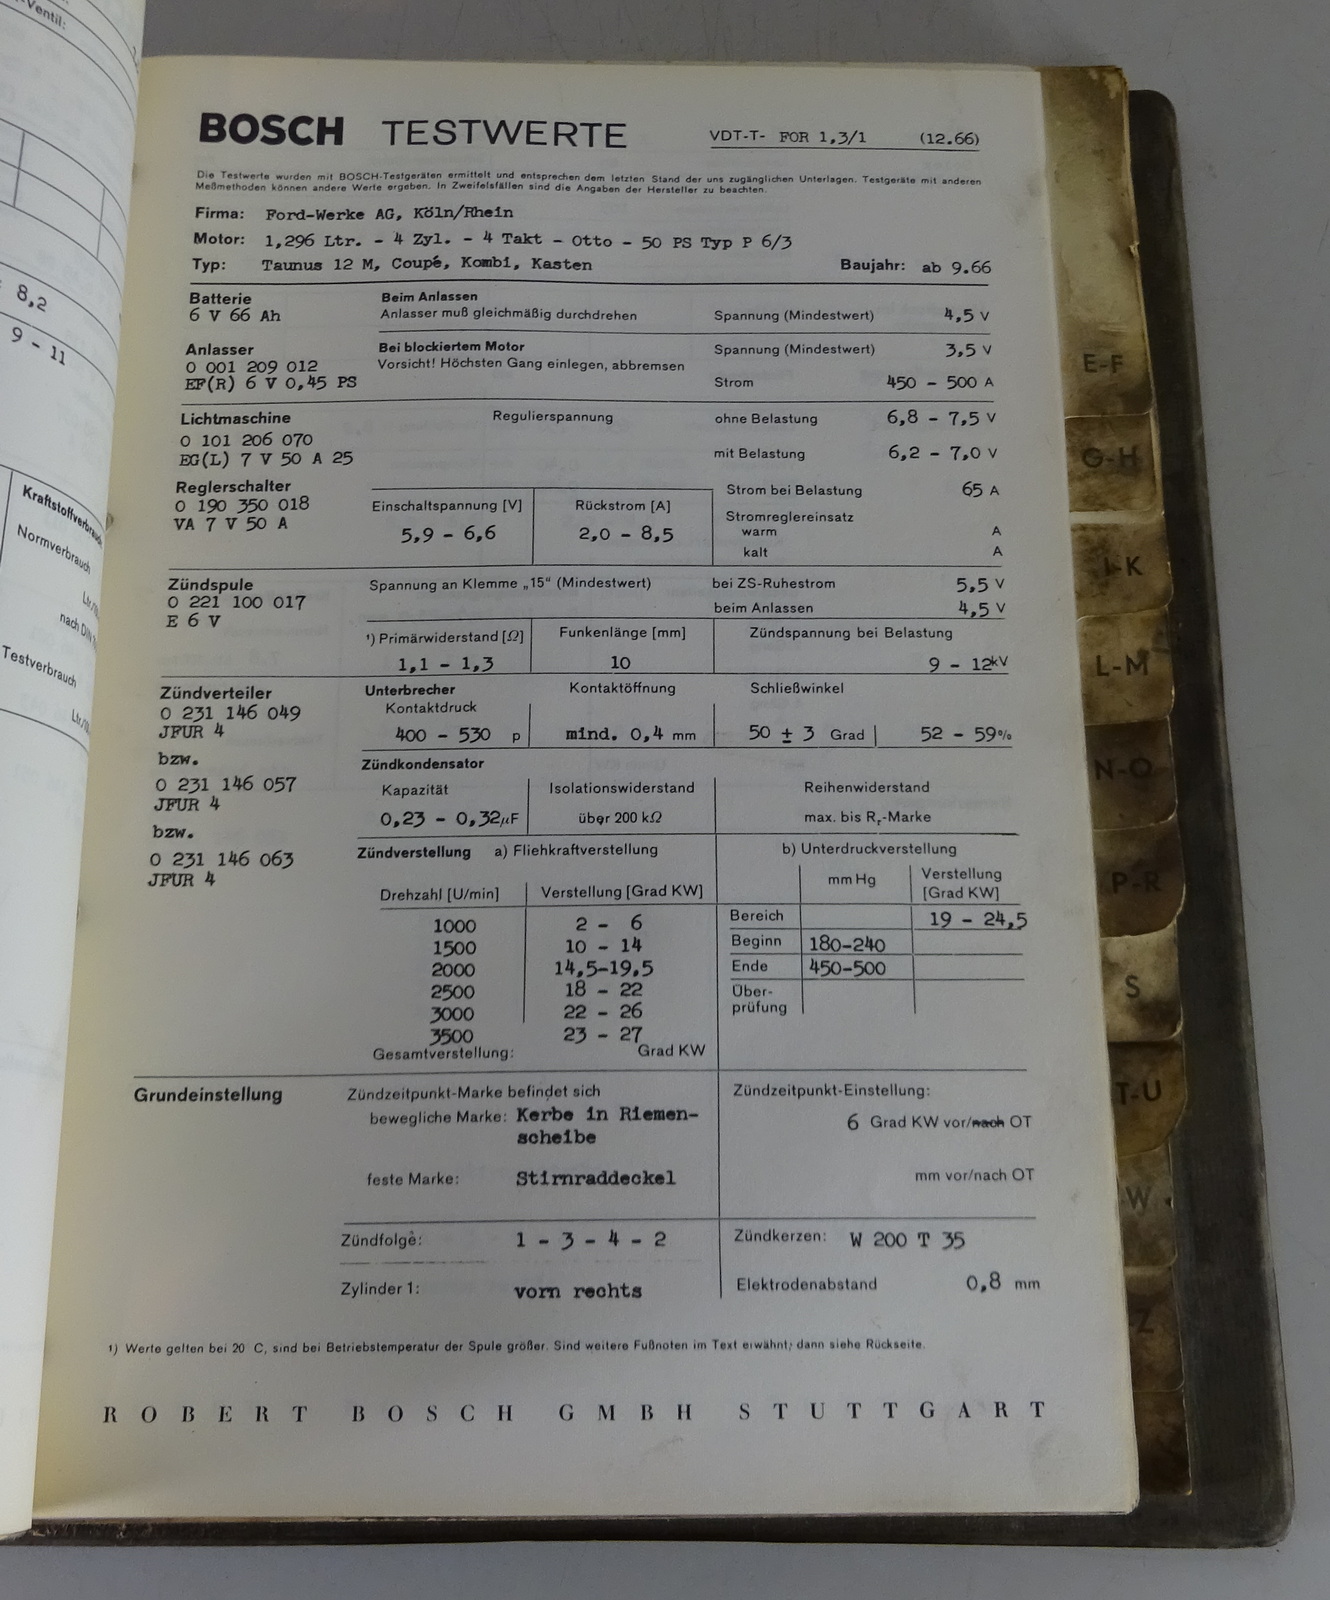 -Ventil:
8,2
9 - 11
Kraftstoffverbrauch
Normverbrauch
Ltr./
nach DIN
Testverbrauch
Ltr./
BOSCH TESTWERTE VDT-T- FOR 1,3/1 (12.66)
Die Testwerte wurden mit BOSCH-Testgeräten ermittelt und entsprechen dem letzten Stand der uns zugänglichen Unterlagen. Testgeräte mit anderen
Meßmethoden können andere Werte ergeben. In Zweifelsfällen sind die Angaben der Hersteller zu beachten.
Firma: Ford-Werke AG, Köln/Rhein
Motor: 1,296 Ltr. - 4 Zyl. - 4 Takt - Otto - 50 PS Typ P 6/3
Typ: Taunus 12 M, Coupé, Kombi, Kasten Baujahr: ab 9.66
Batterie Beim Anlassen
6 V 66 Ah Anlasser muß gleichmäßig durchdrehen Spannung (Mindestwert) 4,5 V
Anlasser Bei blockiertem Motor Spannung (Mindestwert) 3,5 V
0 001 209 012 Vorsicht! Höchsten Gang einlegen, abbremsen
EF(R) 6 V 0,45 PS Strom 450 - 500 A
Lichtmaschine Regulierspannung ohne Belastung 6,8 - 7,5 V
0 101 206 070
EG(L) 7 V 50 A 25 mit Belastung 6,2 - 7,0 V
Reglerschalter Strom bei Belastung 65 A
0 190 350 018 Einschaltspannung [V] Rückstrom [A] Stromreglereinsatz
VA 7 V 50 A 5,9 - 6,6 2,0 - 8,5 warm A
kalt A
Zündspule Spannung an Klemme „15“ (Mindestwert) bei ZS-Ruhestrom 5,5 V
0 221 100 017 beim Anlassen 4,5 V
E 6 V
¹) Primärwiderstand [Ω] Funkenlänge [mm] Zündspannung bei Belastung
1,1 - 1,3 10 9 - 12 kV
Zündverteiler Unterbrecher Kontaktöffnung Schließwinkel
0 231 146 049 Kontaktdruck
JFUR 4 400 - 530 p mind. 0,4 mm 50 ± 3 Grad 52 - 59 %
bzw. Zündkondensator
0 231 146 057 Kapazität Isolationswiderstand Reihenwiderstand
JFUR 4 0,23 - 0,32 µF über 200 kΩ max. bis Rr-Marke
bzw.
0 231 146 063 Zündverstellung a) Fliehkraftverstellung b) Unterdruckverstellung
JFUR 4
Drehzahl [U/min] Verstellung [Grad KW] mm Hg Verstellung
[Grad KW]
1000 2 - 6 Bereich 19 - 24,5
1500 10 - 14 Beginn 180-240
2000 14,5-19,5 Ende 450-500
2500 18 - 22 Über-
3000 22 - 26 prüfung
3500 23 - 27
Gesamtverstellung: Grad KW
Grundeinstellung Zündzeitpunkt-Marke befindet sich Zündzeitpunkt-Einstellung:
bewegliche Marke: Kerbe in Riemen- 6 Grad KW vor/nach OT
scheibe
feste Marke: Stirnraddeckel mm vor/nach OT
Zündfolge: 1 - 3 - 4 - 2 Zündkerzen: W 200 T 35
Zylinder 1: vorn rechts Elektrodenabstand 0,8 mm
¹) Werte gelten bei 20 C, sind bei Betriebstemperatur der Spule größer. Sind weitere Fußnoten im Text erwähnt; dann siehe Rückseite.
ROBERT BOSCH GMBH STUTTGART
E-F
G-H
I-K
L-M
N-O
P-R
S
T-U
W
Z